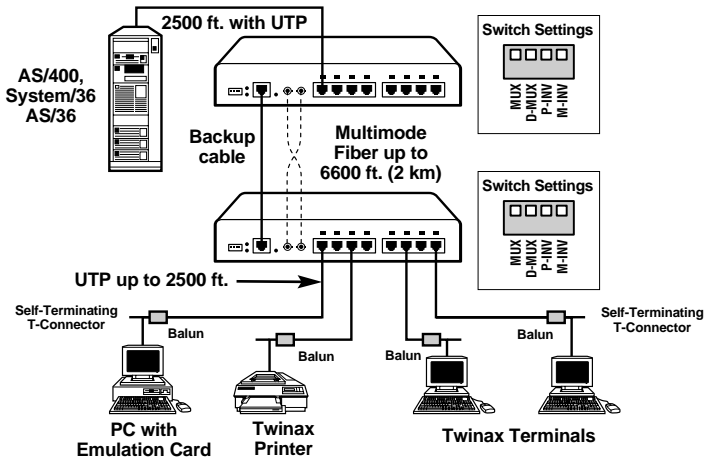 2500 ft. with UTP
AS/400,
System/36
AS/36
Switch Settings
MUX
D-MUX
P-INV
M-INV
Backup
cable
Multimode
Fiber up to
6600 ft. (2 km)
Switch Settings
MUX
D-MUX
P-INV
M-INV
UTP up to 2500 ft.
Self-Terminating
T-Connector
Balun
Balun
Balun
Balun
Self-Terminating
T-Connector
PC with
Emulation Card
Twinax
Printer
Twinax Terminals